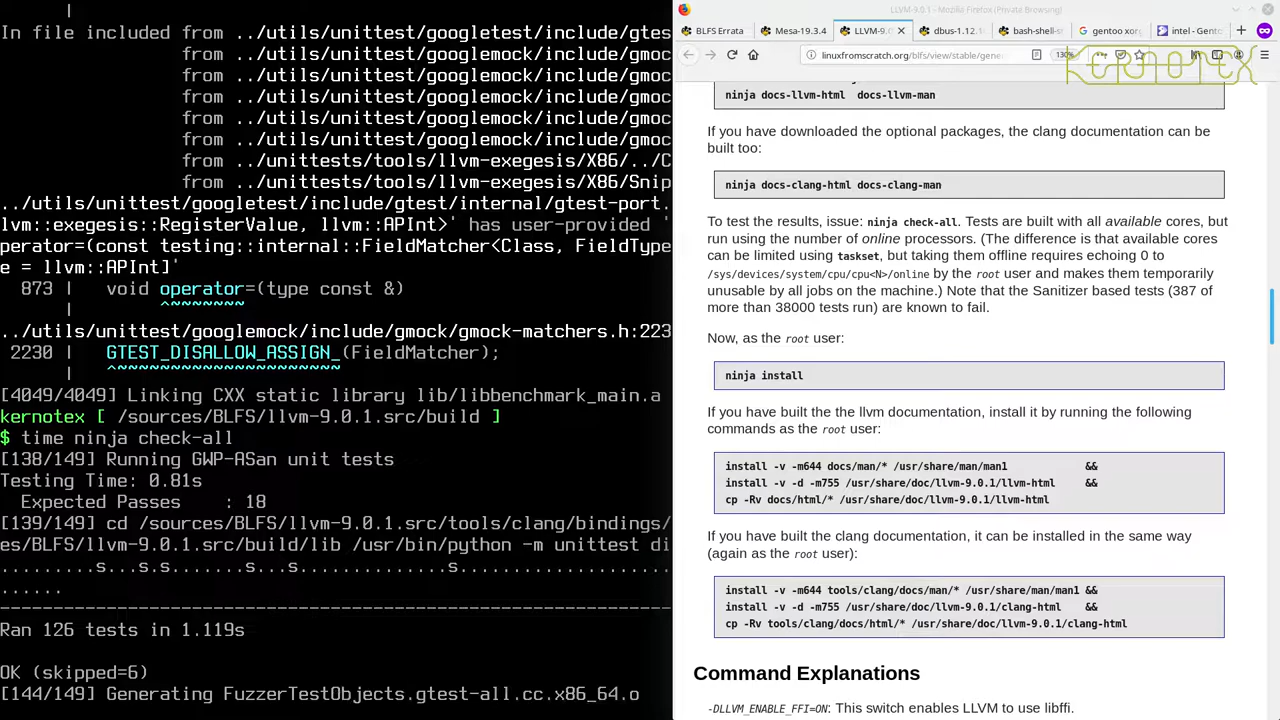 |
In file included from ../utils/unittest/googletest/include/gtes
from ../utils/unittest/googlemock/include/gmoc
from ../utils/unittest/googlemock/include/gmoc
from ../utils/unittest/googlemock/include/gmoc
from ../utils/unittest/googlemock/include/gmoc
from ../utils/unittest/googlemock/include/gmoc
from ../unittests/tools/llvm-exegesis/X86/../C
from ../unittests/tools/llvm-exegesis/X86/Snip
../utils/unittest/googletest/include/gtest/internal/gtest-port.
lvm::exegesis::RegisterValue, llvm::APInt>' has user-provided '
perator=(const testing::internal::FieldMatcher<Class, FieldType
e = llvm::APInt]'
873 |   void operator=(type const &)
|        ^~~~~~~~
../utils/unittest/googlemock/include/gmock/gmock-matchers.h:223
2230 |   GTEST_DISALLOW_ASSIGN_(FieldMatcher);
|   ^~~~~~~~~~~~~~~~~~~~~~
[4049/4049] Linking CXX static library lib/libbenchmark_main.a
kernotex [ /sources/BLFS/llvm-9.0.1.src/build ]
$ time ninja check-all
[138/149] Running GWP-ASan unit tests
Testing Time: 0.81s
Expected Passes    : 18
[139/149] cd /sources/BLFS/llvm-9.0.1.src/tools/clang/bindings/
es/BLFS/llvm-9.0.1.src/build/lib /usr/bin/python -m unittest di
.........s...s.s.......s...s...............s....................
......
----------------------------------------------------------------
Ran 126 tests in 1.119s
OK (skipped=6)
[144/149] Generating FuzzerTestObjects.gtest-all.cc.x86_64.o
LLVM-9.0.1 - Mozilla Firefox (Private Browsing)
BLFS Errata
Mesa-19.3.4
LLVM-9.0
dbus-1.12.
bash-shell-s
gentoo xorg
intel - Gento
linuxfromscratch.org/blfs/view/stable/gene
130%
KERNOTEX
ninja docs-llvm-html  docs-llvm-man
If you have downloaded the optional packages, the clang documentation can be
built too:
ninja docs-clang-html docs-clang-man
To test the results, issue: ninja check-all. Tests are built with all available cores, but
run using the number of online processors. (The difference is that available cores
can be limited using taskset, but taking them offline requires echoing 0 to
/sys/devices/system/cpu/cpu<N>/online by the root user and makes them temporarily
unusable by all jobs on the machine.) Note that the Sanitizer based tests (387 of
more than 38000 tests run) are known to fail.
Now, as the root user:
ninja install
If you have built the the llvm documentation, install it by running the following
commands as the root user:
install -v -m644 docs/man/* /usr/share/man/man1             &&
install -v -d -m755 /usr/share/doc/llvm-9.0.1/llvm-html     &&
cp -Rv docs/html/* /usr/share/doc/llvm-9.0.1/llvm-html
If you have built the clang documentation, it can be installed in the same way
(again as the root user):
install -v -m644 tools/clang/docs/man/* /usr/share/man/man1 &&
install -v -d -m755 /usr/share/doc/llvm-9.0.1/clang-html    &&
cp -Rv tools/clang/docs/html/* /usr/share/doc/llvm-9.0.1/clang-html
Command Explanations
-DLLVM_ENABLE_FFI=ON: This switch enables LLVM to use libffi.